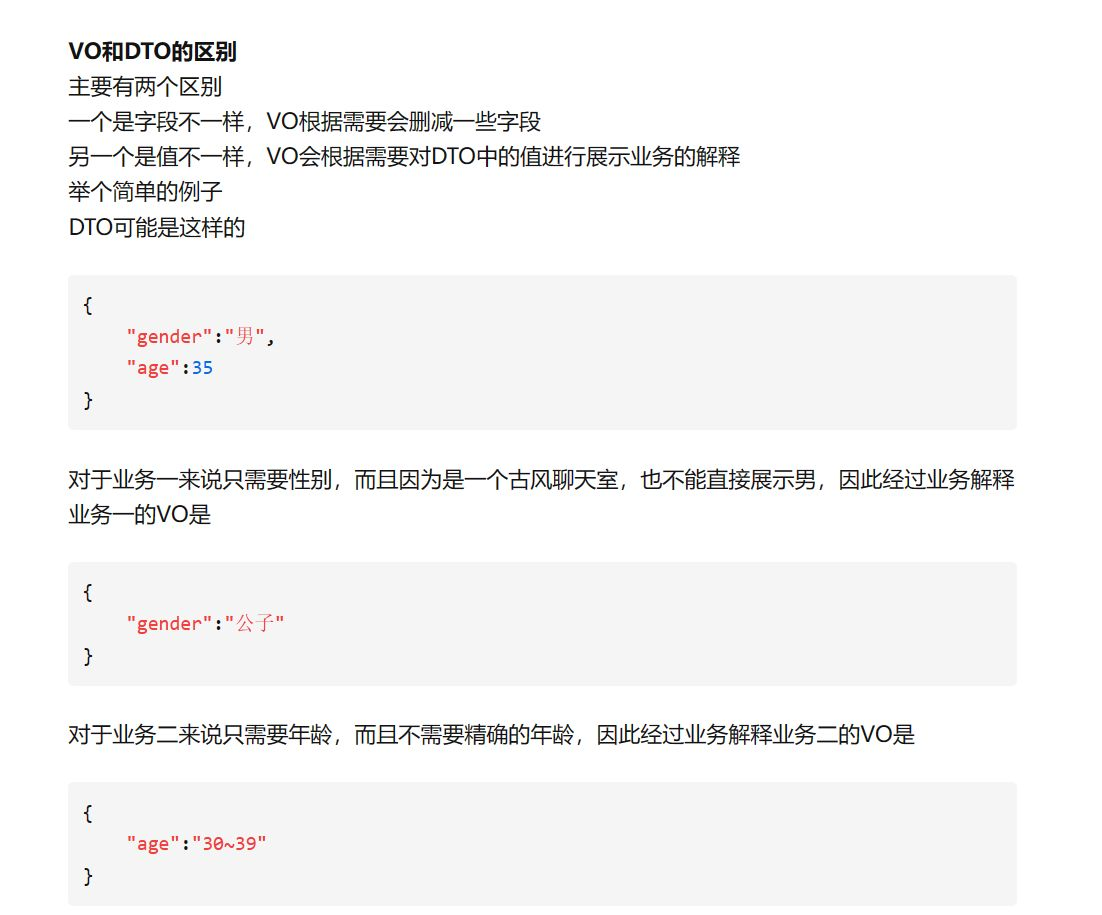 VO和DTO的区别
主要有两个区别
一个是字段不一样，VO根据需要会删减一些字段
另一个是值不一样，VO会根据需要对DTO中的值进行展示业务的解释
举个简单的例子
DTO可能是这样的
{
    "gender":"男",
    "age":35
}
对于业务一来说只需要性别，而且因为是一个古风聊天室，也不能直接展示男，因此经过业务解释
业务一的VO是
{
    "gender":"公子"
}
对于业务二来说只需要年龄，而且不需要精确的年龄，因此经过业务解释业务二的VO是
{
    "age":"30~39"
}